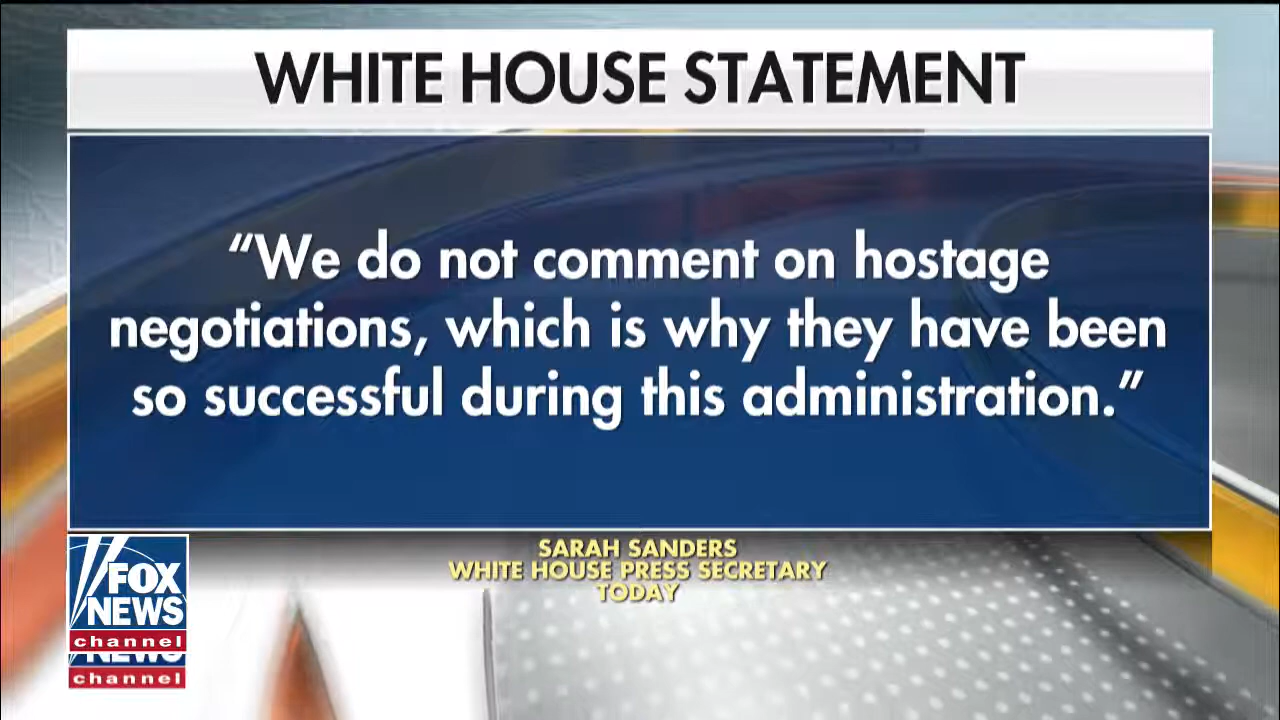 WHITE HOUSE STATEMENT
“We do not comment on hostage
negotiations, which is why they have been
so successful during this administration.”
SARAH SANDERS
WHITE HOUSE PRESS SECRETARY
TODAY
FOX
NEWS
channel
NEWS
channel